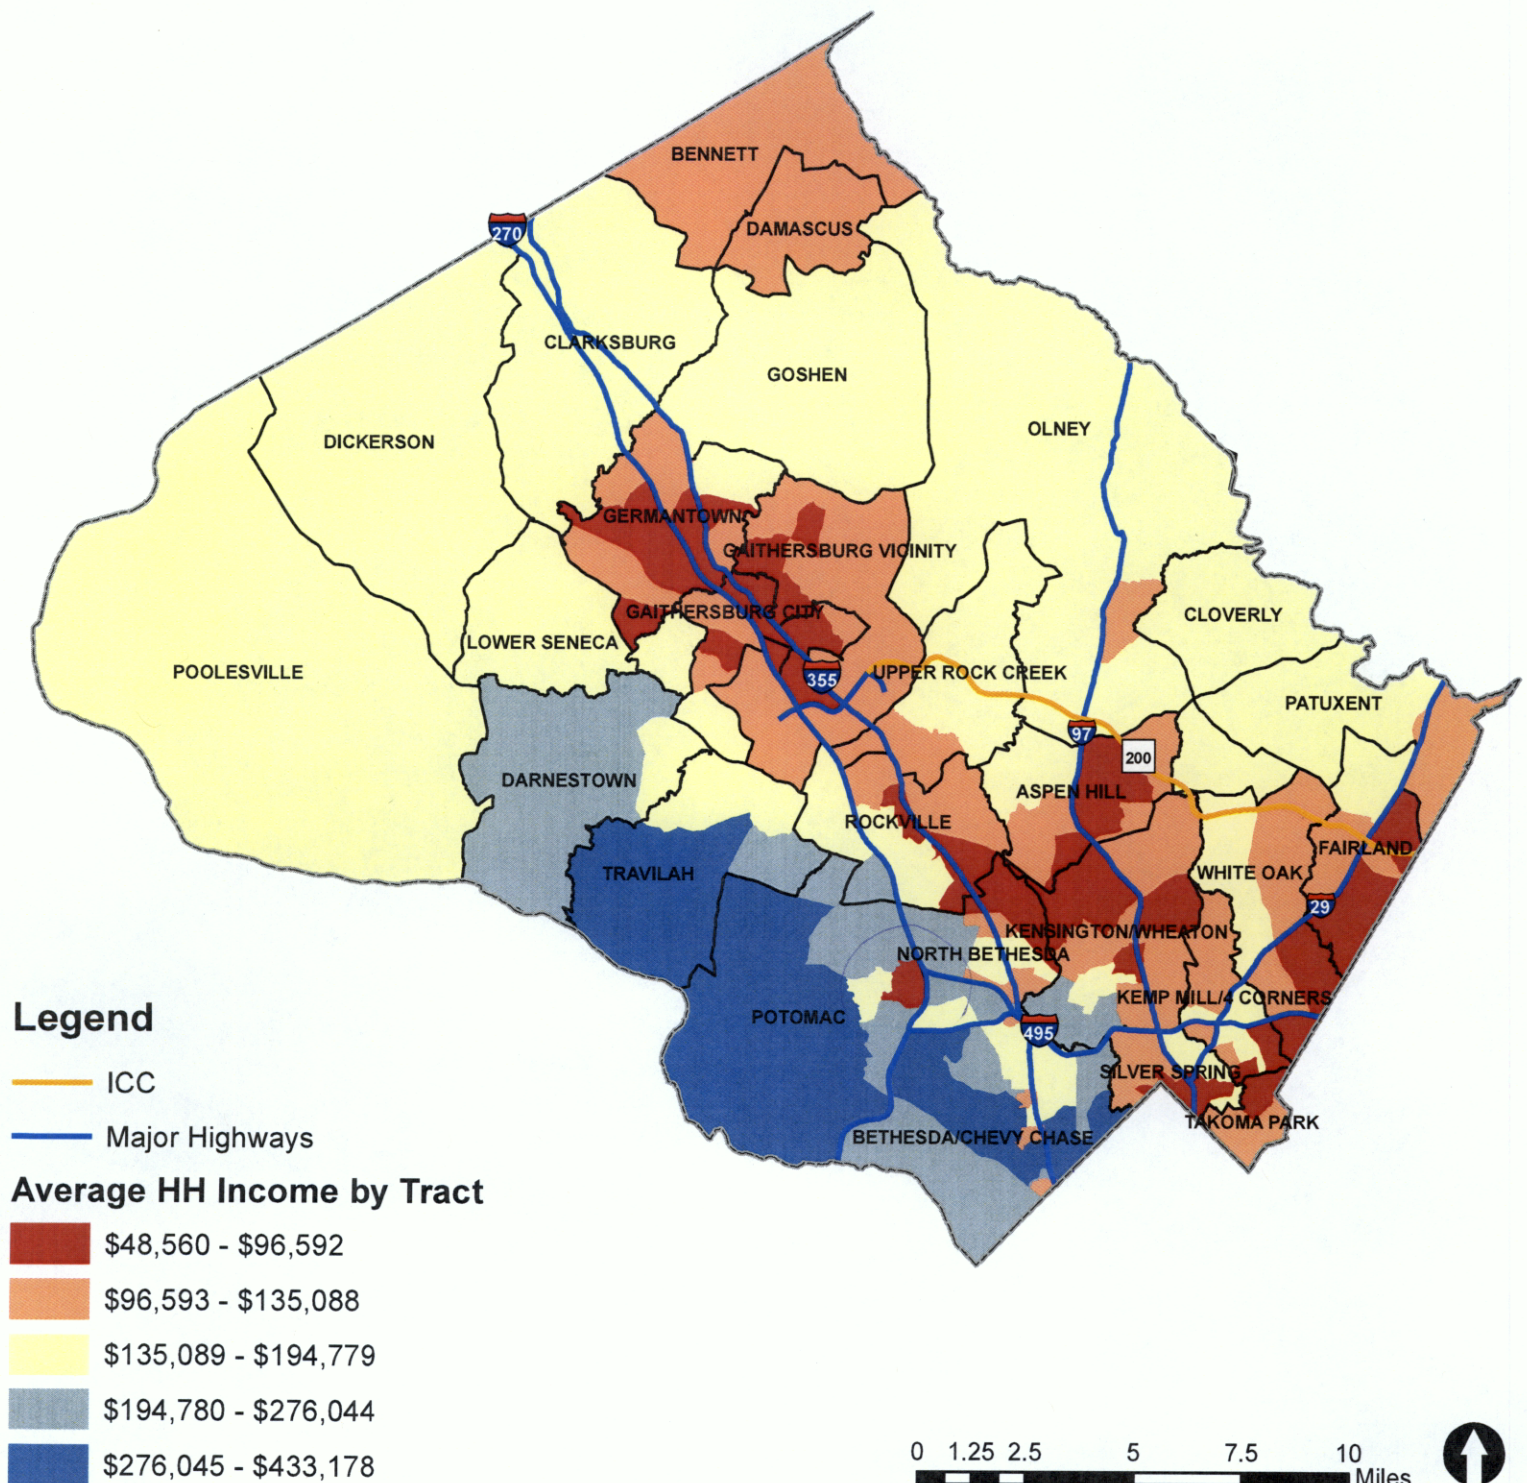 BENNETT
DAMASCUS
270
CLARKSBURG
GOSHEN
DICKERSON
OLNEY
GERMANTOWN
GAITHERSBURG VICINITY
GAITHERSBURG CITY
CLOVERLY
LOWER SENECA
POOLESVILLE
355
UPPER ROCK CREEK
PATUXENT
97
200
DARNESTOWN
ASPEN HILL
ROCKVILLE
FAIRLAND
TRAVILAH
WHITE OAK
29
KENSINGTON/WHEATON
NORTH BETHESDA
KEMP MILL/4 CORNERS
POTOMAC
495
SILVER SPRING
TAKOMA PARK
BETHESDA/CHEVY CHASE
Legend
ICC
Major Highways
Average HH Income by Tract
$48,560 - $96,592
$96,593 - $135,088
$135,089 - $194,779
$194,780 - $276,044
$276,045 - $433,178
0 1.25 2.5 5 7.5 10
Miles